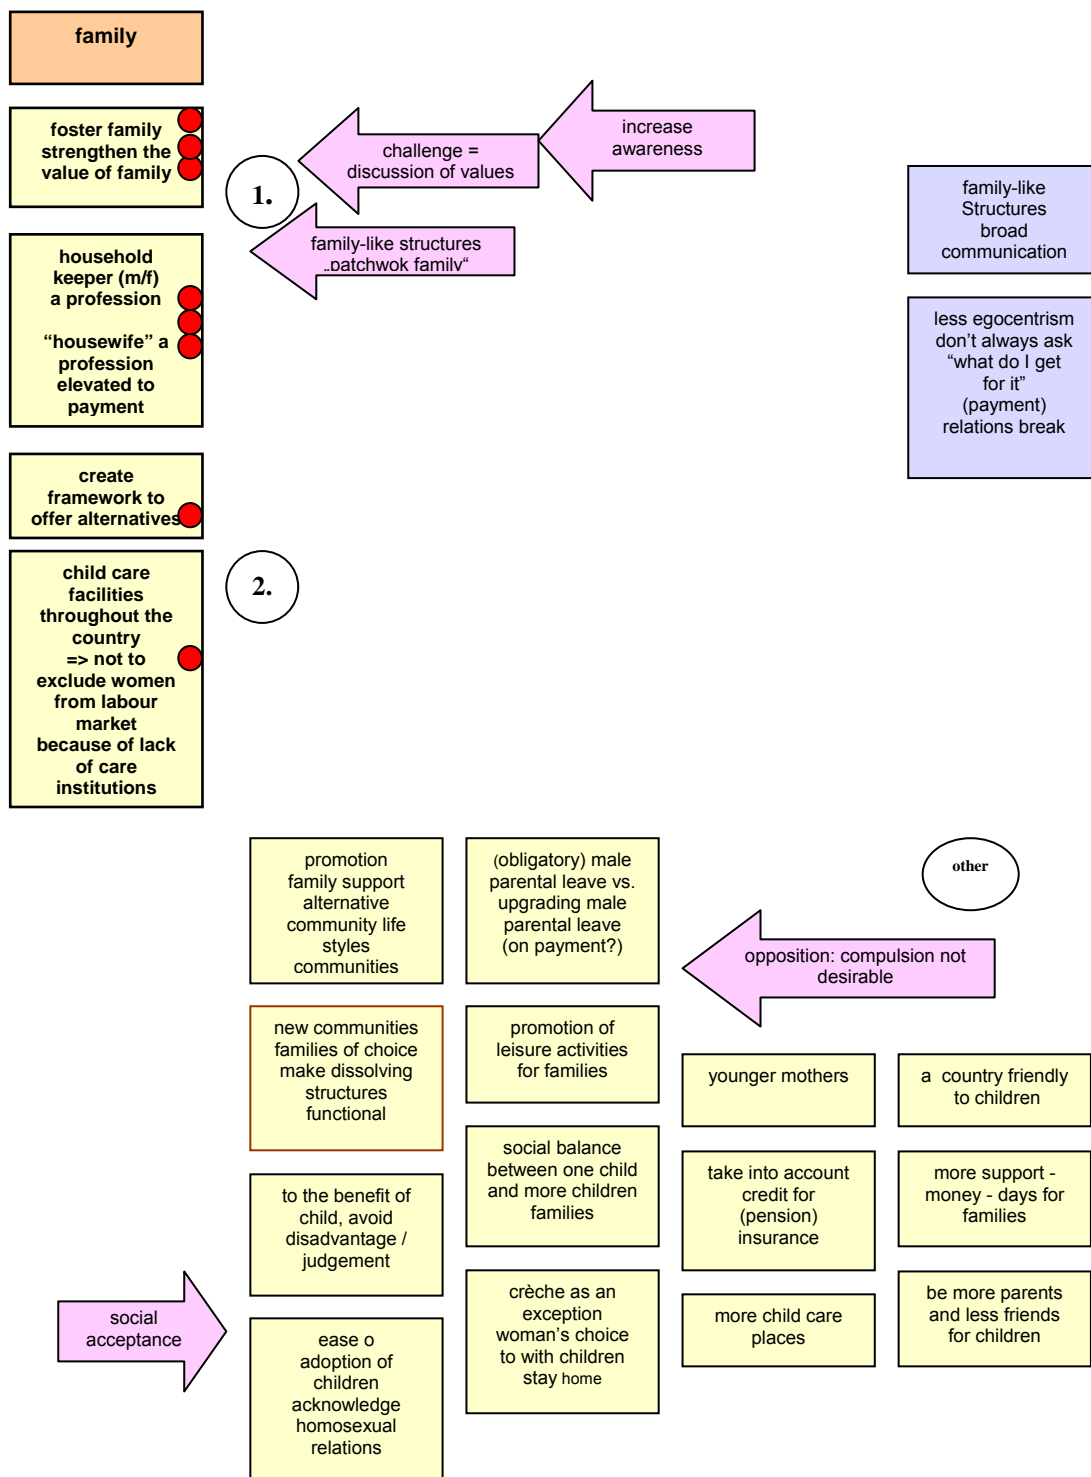 family
foster family
strengthen the
value of family
1.
challenge =
discussion of values
increase
awareness
family-like structures
„patchwok family“
family-like
Structures
broad
communication
household
keeper (m/f)
a profession
“housewife” a
profession
elevated to
payment
less egocentrism
don’t always ask
“what do I get
for it”
(payment)
relations break
create
framework to
offer alternatives
child care
facilities
throughout the
country
=> not to
exclude women
from labour
market
because of lack
of care
institutions
2.
promotion
family support
alternative
community life
styles
communities
(obligatory) male
parental leave vs.
upgrading male
parental leave
(on payment?)
other
opposition: compulsion not
desirable
new communities
families of choice
make dissolving
structures
functional
promotion of
leisure activities
for families
younger mothers
a country friendly
to children
to the benefit of
child, avoid
disadvantage /
judgement
social balance
between one child
and more children
families
take into account
credit for
(pension)
insurance
more support -
money - days for
families
social
acceptance
ease o
adoption of
children
acknowledge
homosexual
relations
crèche as an
exception
woman’s choice
to with children
stay home
more child care
places
be more parents
and less friends
for children